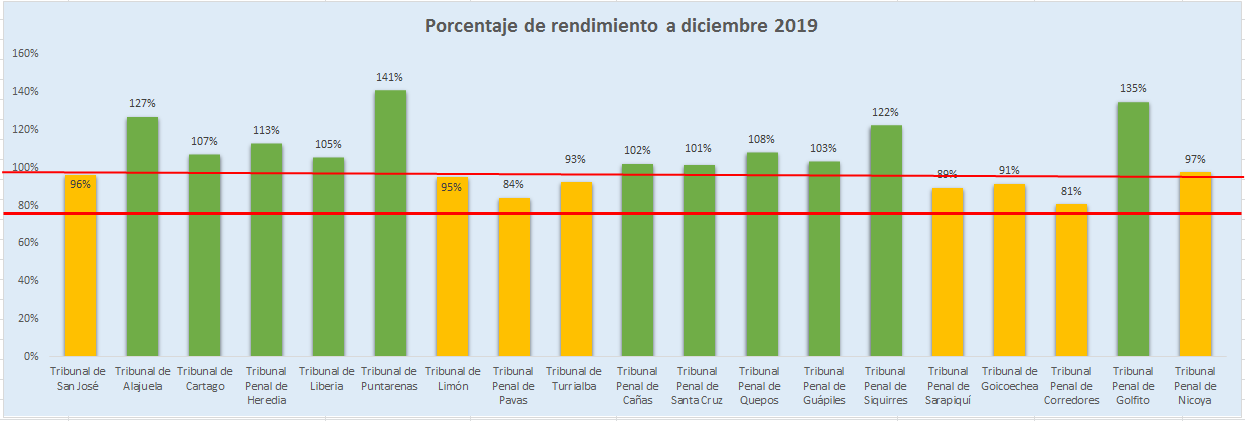 Porcentaje de rendimiento a diciembre 2019
160%
140%
120%
100%
80%
60%
40%
20%
0%
96%
127%
107%
113%
105%
141%
95%
84%
93%
102%
101%
108%
103%
122%
89%
91%
81%
135%
97%
Tribunal de
San José
Tribunal de
Alajuela
Tribunal de
Cartago
Tribunal
Penal de
Heredia
Tribunal de
Liberia
Tribunal de
Puntarenas
Tribunal de
Limón
Tribunal
Penal de
Pavas
Tribunal de
Turrialba
Tribunal
Penal de
Cañas
Tribunal
Penal de
Santa Cruz
Tribunal
Penal de
Quepos
Tribunal
Penal de
Guápiles
Tribunal
Penal de
Siquirres
Tribunal
Penal de
Sarapiquí
Tribunal de
Goicoechea
Tribunal
Penal de
Corredores
Tribunal
Penal de
Golfito
Tribunal
Penal de
Nicoya